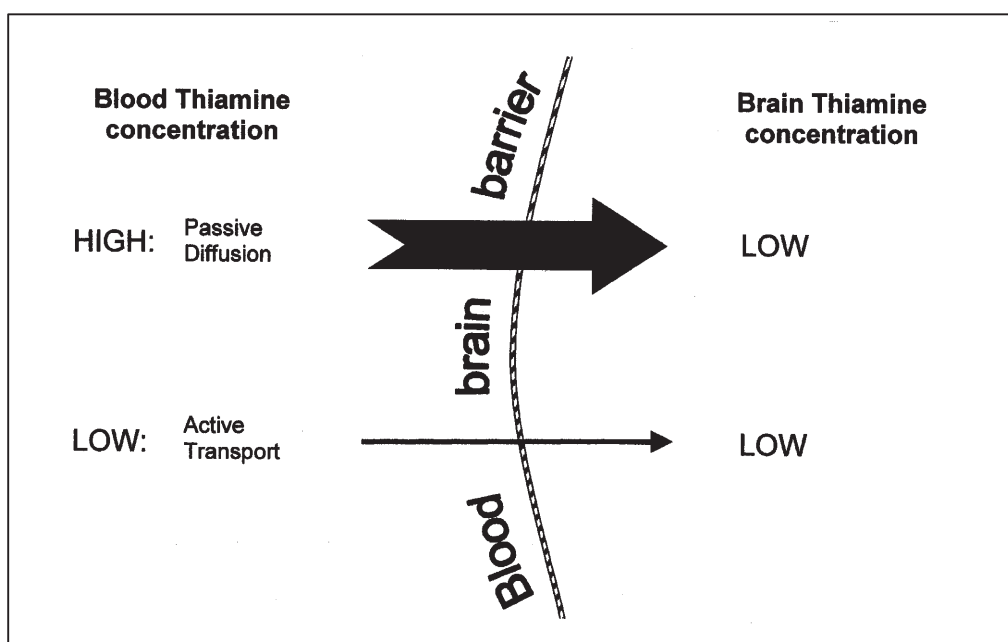 Blood Thiamine
concentration
Brain Thiamine
concentration
Blood brain barrier
HIGH:
Passive
Diffusion
LOW
LOW:
Active
Transport
LOW